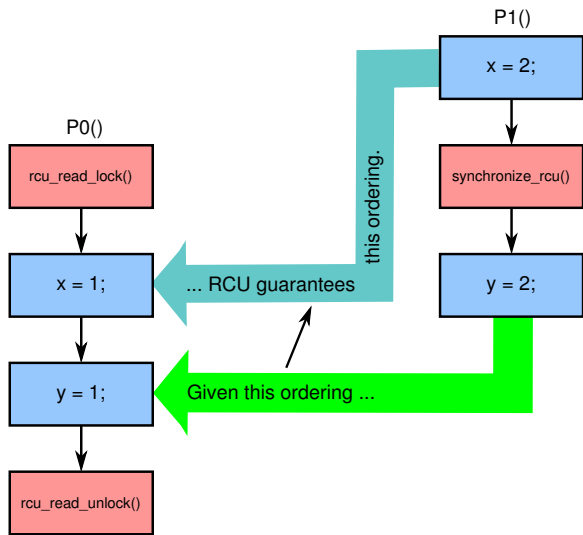 P1()
x = 2;
P0()
rcu_read_lock()
synchronize_rcu()
this ordering.
x = 1;
... RCU guarantees
y = 2;
y = 1;
Given this ordering ...
rcu_read_unlock()